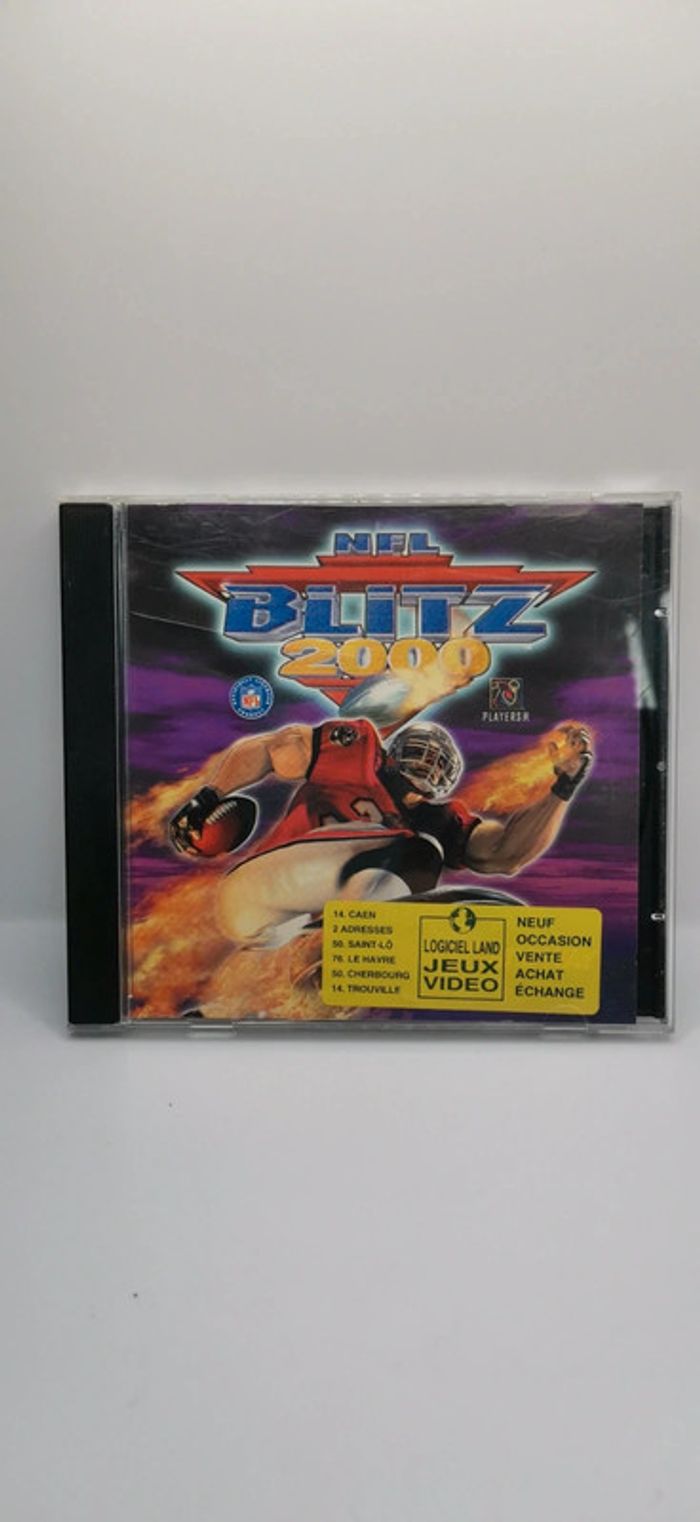 NFL
BLITZ
2000
NFL
PLAYERS INC
14. CAEN
2 ADRESSES
50. SAINT-LÔ
76. LE HAVRE
50. CHERBOURG
14. TROUVILLE
LOGICIEL LAND
JEUX
VIDEO
NEUF
OCCASION
VENTE
ACHAT
ÉCHANGE